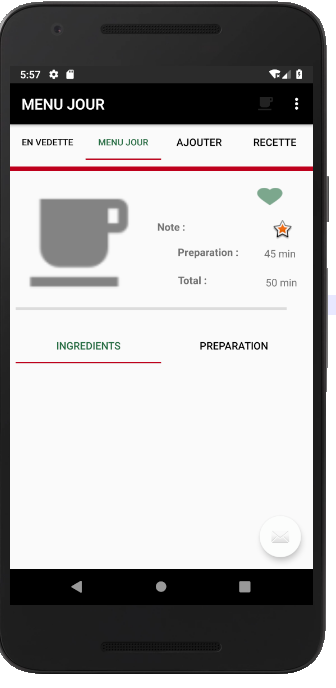 5:57
MENU JOUR
EN VEDETTE MENU JOUR AJOUTER RECETTE
Note :
Preparation : 45 min
Total : 50 min
INGREDIENTS PREPARATION